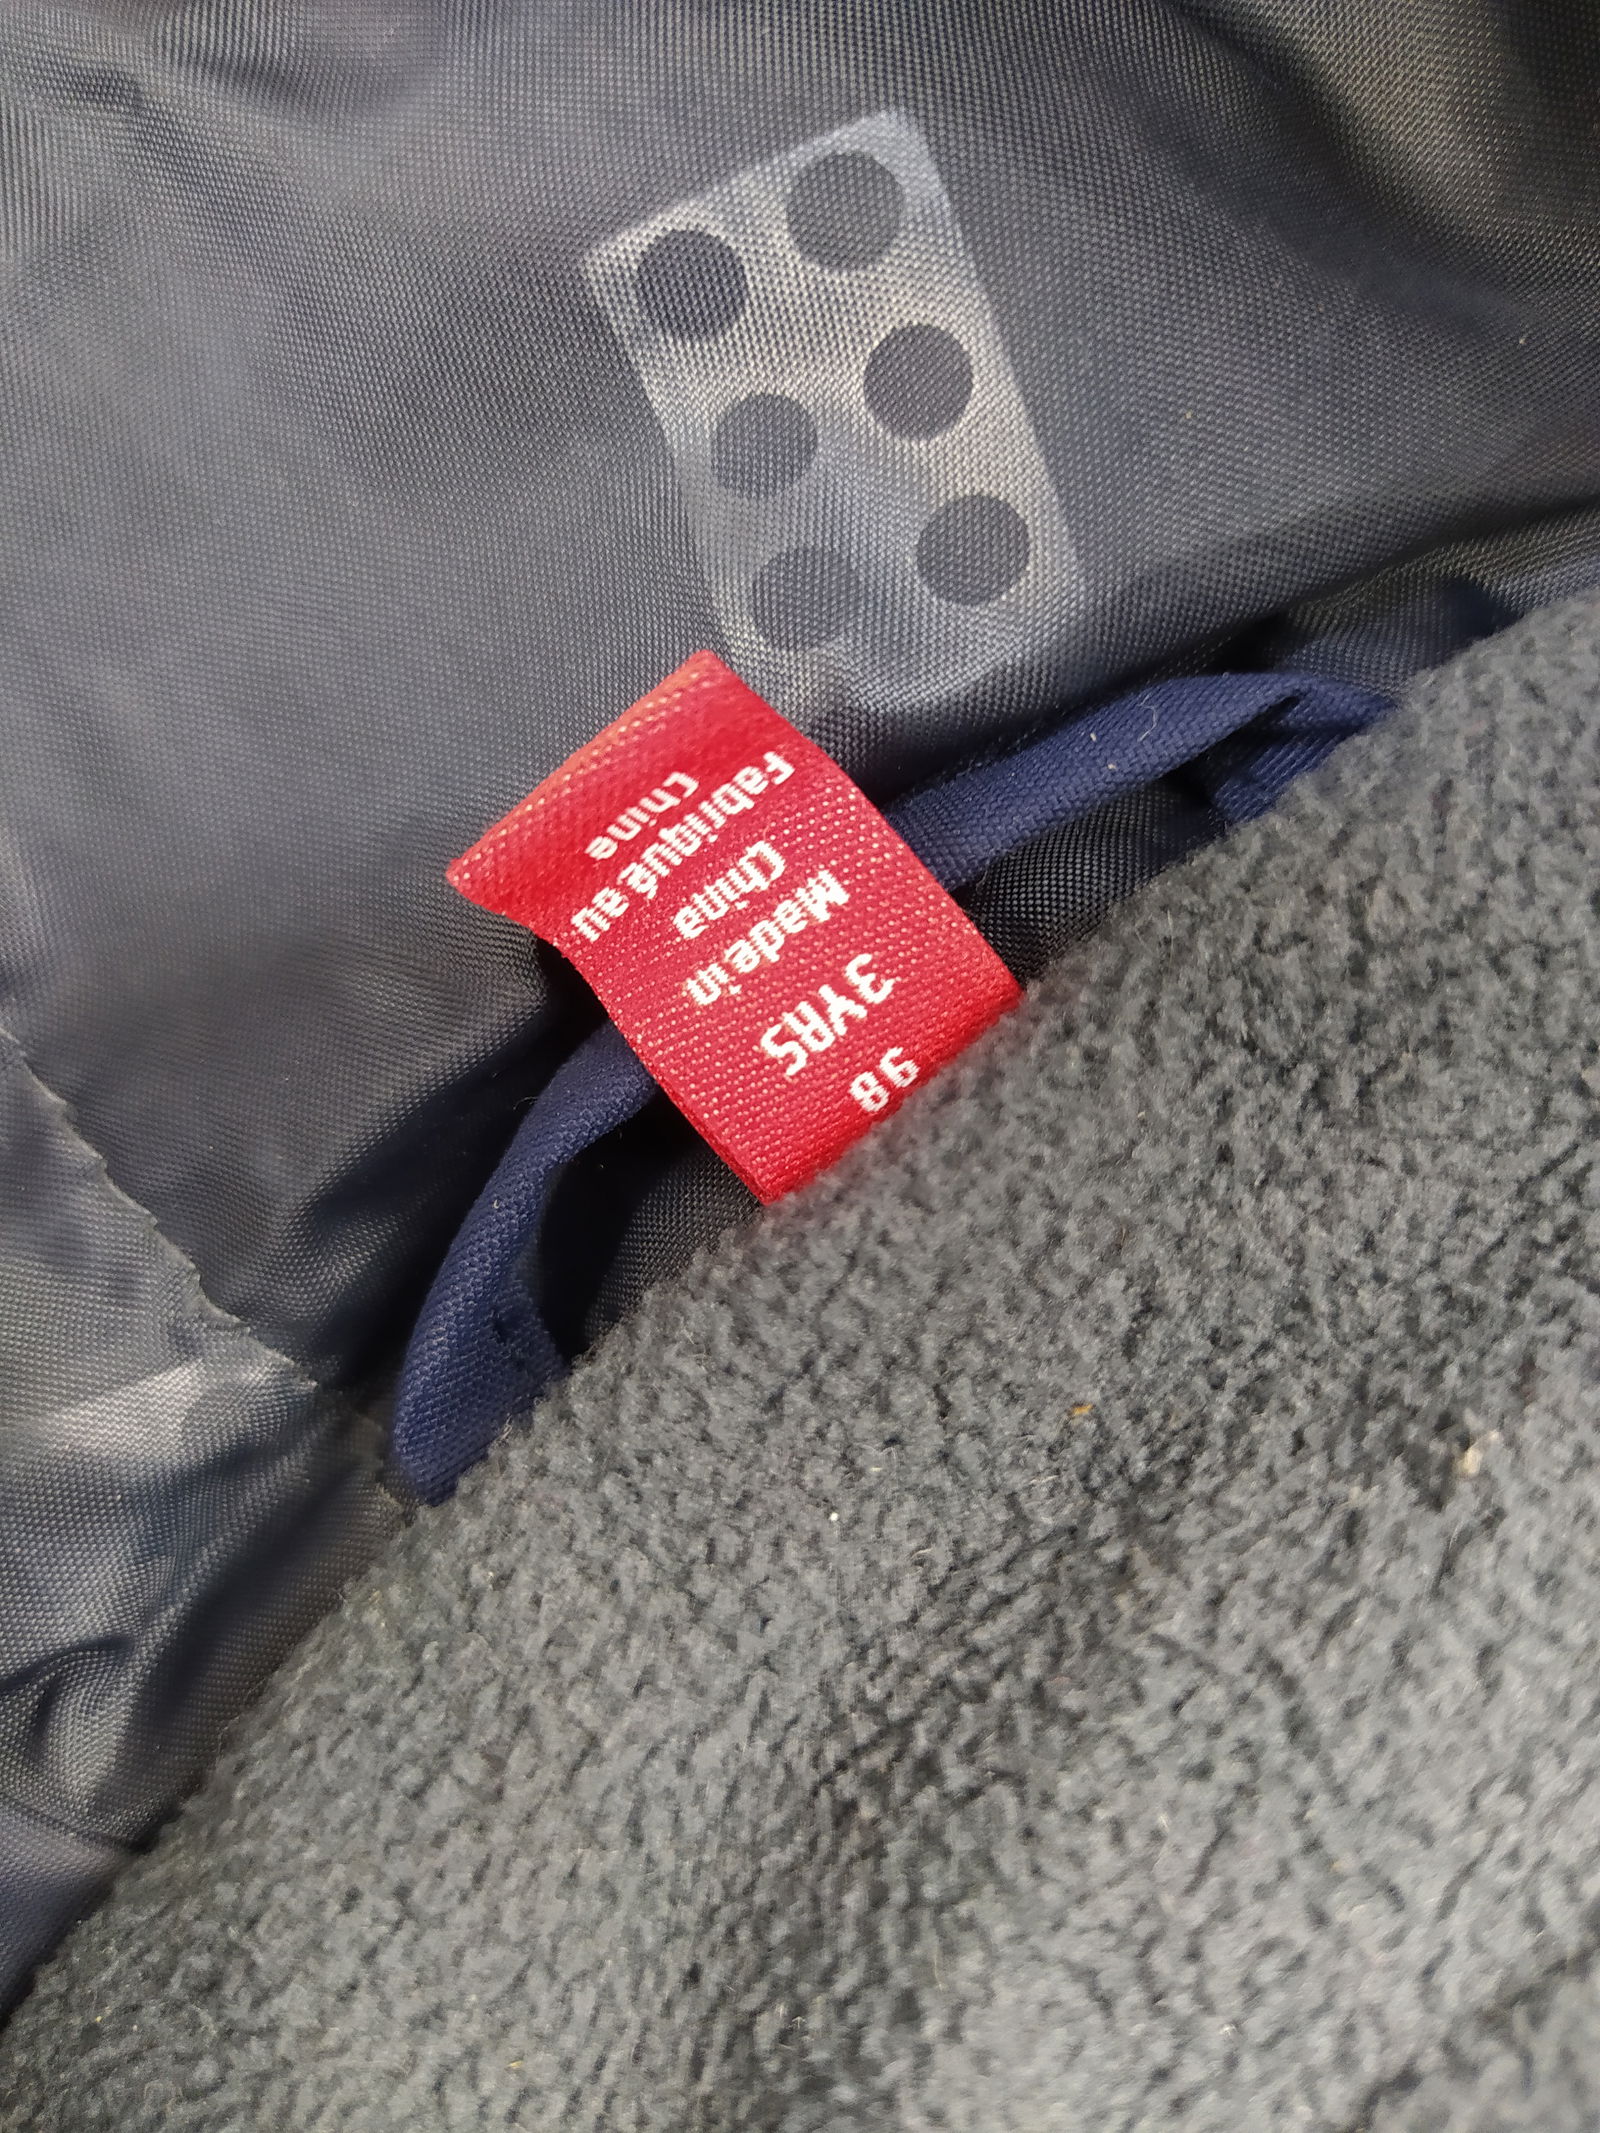 98
3YRS
Made in
China
Fabriqué au
Chine